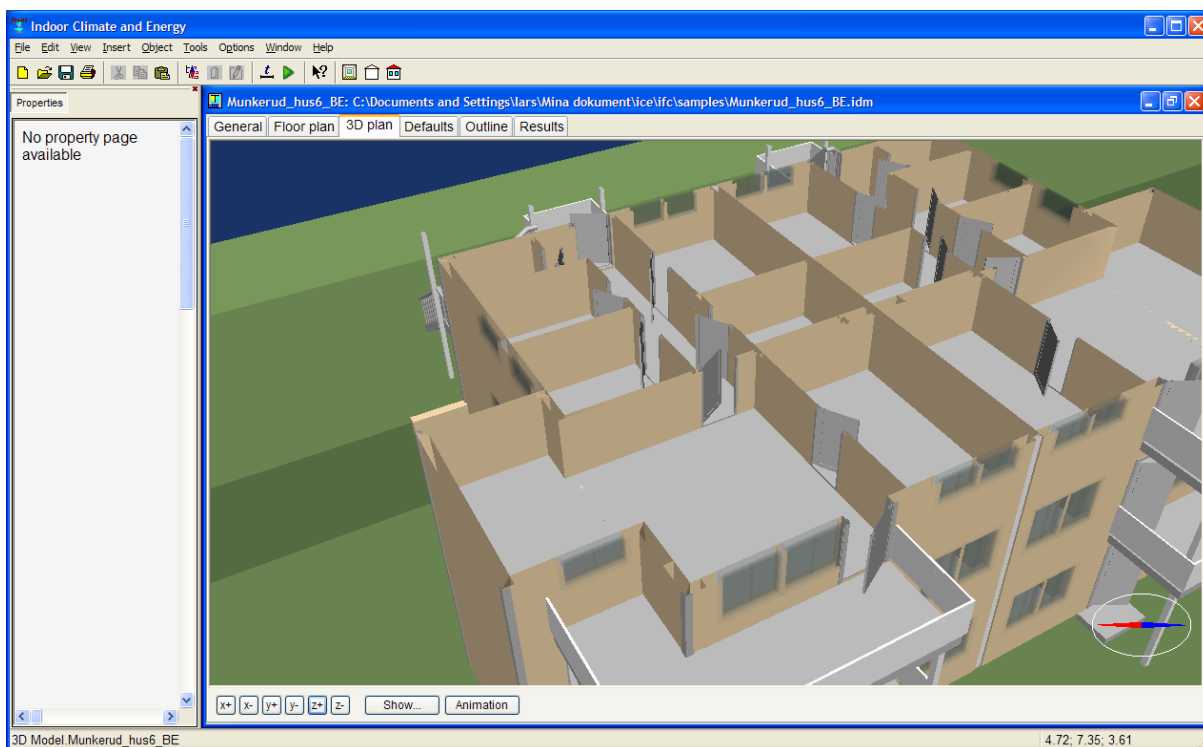 Indoor Climate and Energy
File Edit View Insert Object Tools Options Window Help
Properties
No property page
available
Munkerud_hus6_BE: C:\Documents and Settings\lars\Mina dokument\ice\ifc\samples\Munkerud_hus6_BE.idm
General Floor plan 3D plan Defaults Outline Results
x+ x- y+ y- z+ z- Show... Animation
3D Model.Munkerud_hus6_BE 4.72; 7.35; 3.61